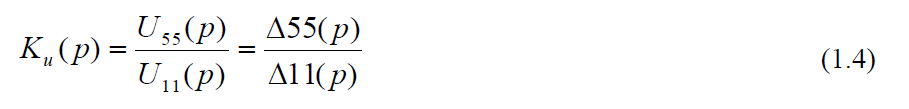 K_u(p) = U_55(p) / U_11(p) = Δ55(p) / Δ11(p) (1.4)